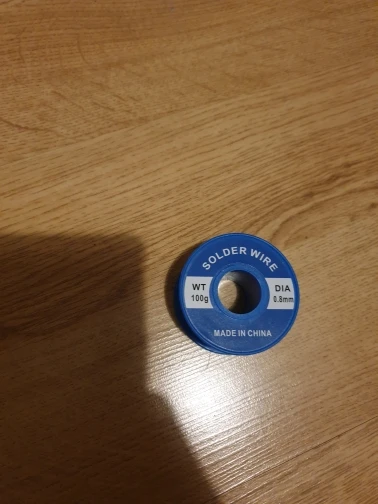 SOLDER WIRE
WT
100g
DIA
0.8mm
MADE IN CHINA